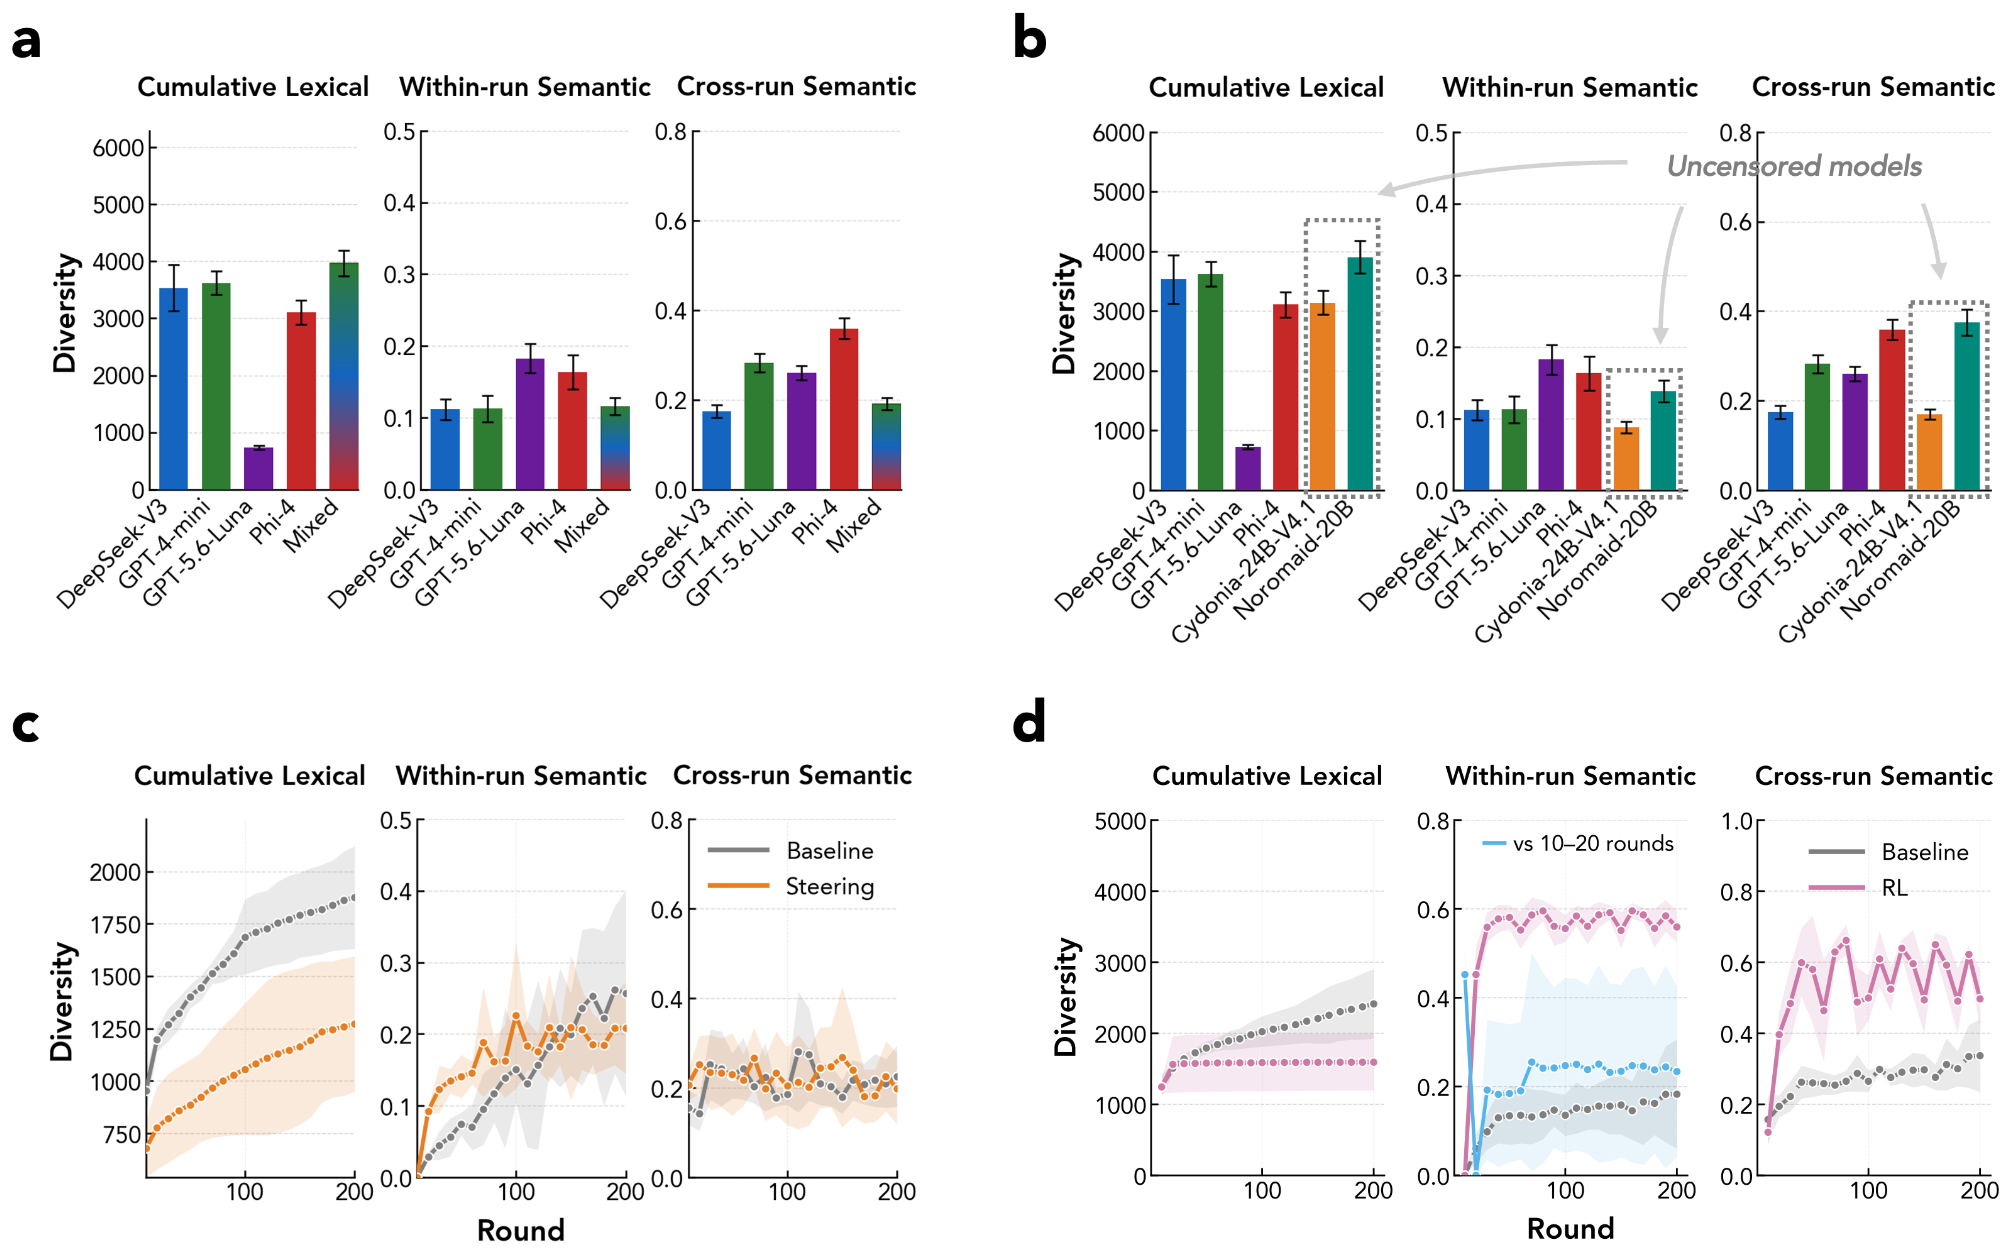 a
Cumulative Lexical
Within-run Semantic
Cross-run Semantic
Diversity
6000
5000
4000
3000
2000
1000
0
0.5
0.4
0.3
0.2
0.1
0.0
0.8
0.6
0.4
0.2
0.0
DeepSeek-V3
GPT-4-mini
GPT-5.6-Luna
Phi-4
Mixed
DeepSeek-V3
GPT-4-mini
GPT-5.6-Luna
Phi-4
Mixed
DeepSeek-V3
GPT-4-mini
GPT-5.6-Luna
Phi-4
Mixed
b
Cumulative Lexical
Within-run Semantic
Cross-run Semantic
Uncensored models
Diversity
6000
5000
4000
3000
2000
1000
0
0.5
0.4
0.3
0.2
0.1
0.0
0.8
0.6
0.4
0.2
0.0
DeepSeek-V3
GPT-4-mini
GPT-5.6-Luna
Phi-4
Cydonia-24B-V4.1
Noromaid-20B
DeepSeek-V3
GPT-4-mini
GPT-5.6-Luna
Phi-4
Cydonia-24B-V4.1
Noromaid-20B
DeepSeek-V3
GPT-4-mini
GPT-5.6-Luna
Phi-4
Cydonia-24B-V4.1
Noromaid-20B
c
Cumulative Lexical
Within-run Semantic
Cross-run Semantic
Diversity
2000
1750
1500
1250
1000
750
100
200
0.5
0.4
0.3
0.2
0.1
0.0
100
200
0.8
0.6
0.4
0.2
0.0
100
200
Baseline
Steering
Round
d
Cumulative Lexical
Within-run Semantic
Cross-run Semantic
Diversity
5000
4000
3000
2000
1000
0
100
200
0.8
0.6
0.4
0.2
0.0
100
200
vs 10–20 rounds
1.0
0.8
0.6
0.4
0.2
0.0
100
200
Baseline
RL
Round